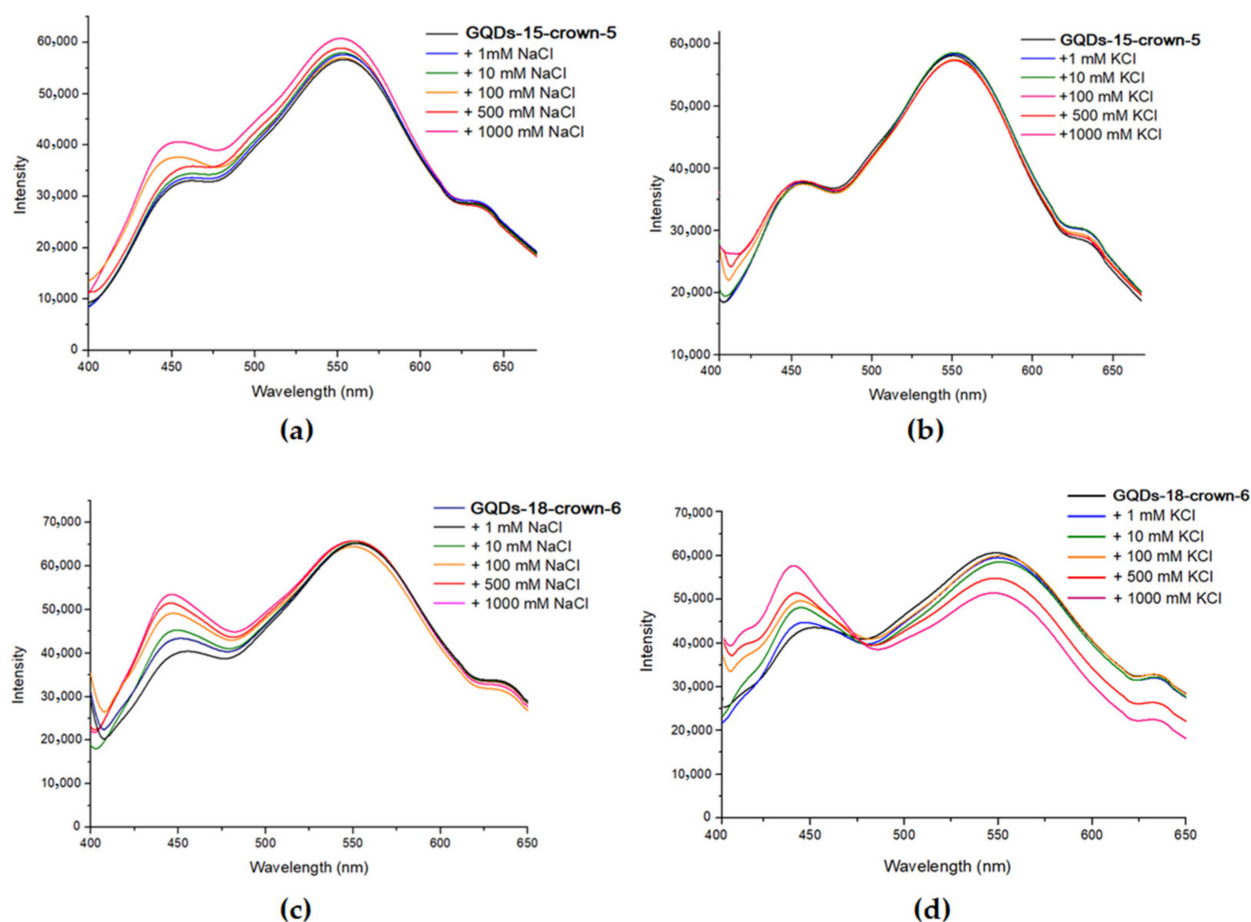 GQDs-15-crown-5
+ 1mM NaCl
+ 10 mM NaCl
+ 100 mM NaCl
+ 500 mM NaCl
+ 1000 mM NaCl
60,000
50,000
40,000
30,000
20,000
10,000
0
Intensity
400 450 500 550 600 650
Wavelength (nm)
(a)
GQDs-15-crown-5
+1 mM KCl
+10 mM KCl
+100 mM KCl
+ 500 mM KCl
+1000 mM KCl
60,000
50,000
40,000
30,000
20,000
10,000
Intensity
400 450 500 550 600 650
Wavelength (nm)
(b)
GQDs-18-crown-6
+ 1 mM NaCl
+ 10 mM NaCl
+ 100 mM NaCl
+ 500 mM NaCl
+ 1000 mM NaCl
70,000
60,000
50,000
40,000
30,000
20,000
10,000
0
Intensity
400 450 500 550 600 650
Wavelength (nm)
(c)
GQDs-18-crown-6
+ 1 mM KCl
+ 10 mM KCl
+ 100 mM KCl
+ 500 mM KCl
+ 1000 mM KCl
70,000
60,000
50,000
40,000
30,000
20,000
10,000
0
Intensity
400 450 500 550 600 650
Wavelength (nm)
(d)